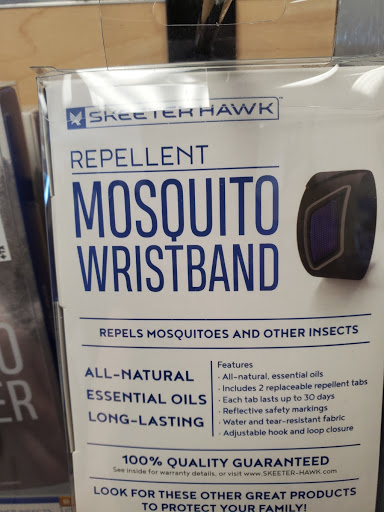 SKEETER HAWK
REPELLENT
MOSQUITO
WRISTBAND
REPELS MOSQUITOES AND OTHER INSECTS
ALL-NATURAL
ESSENTIAL OILS
LONG-LASTING
Features
· All-natural, essential oils
· Includes 2 replaceable repellent tabs
· Each tab lasts up to 30 days
· Reflective safety markings
· Water and tear-resistant fabric
· Adjustable hook and loop closure
100% QUALITY GUARANTEED
See inside for warranty details, or visit www.SKEETER-HAWK.com
LOOK FOR THESE OTHER GREAT PRODUCTS
TO PROTECT YOUR FAMILY!
O
ER